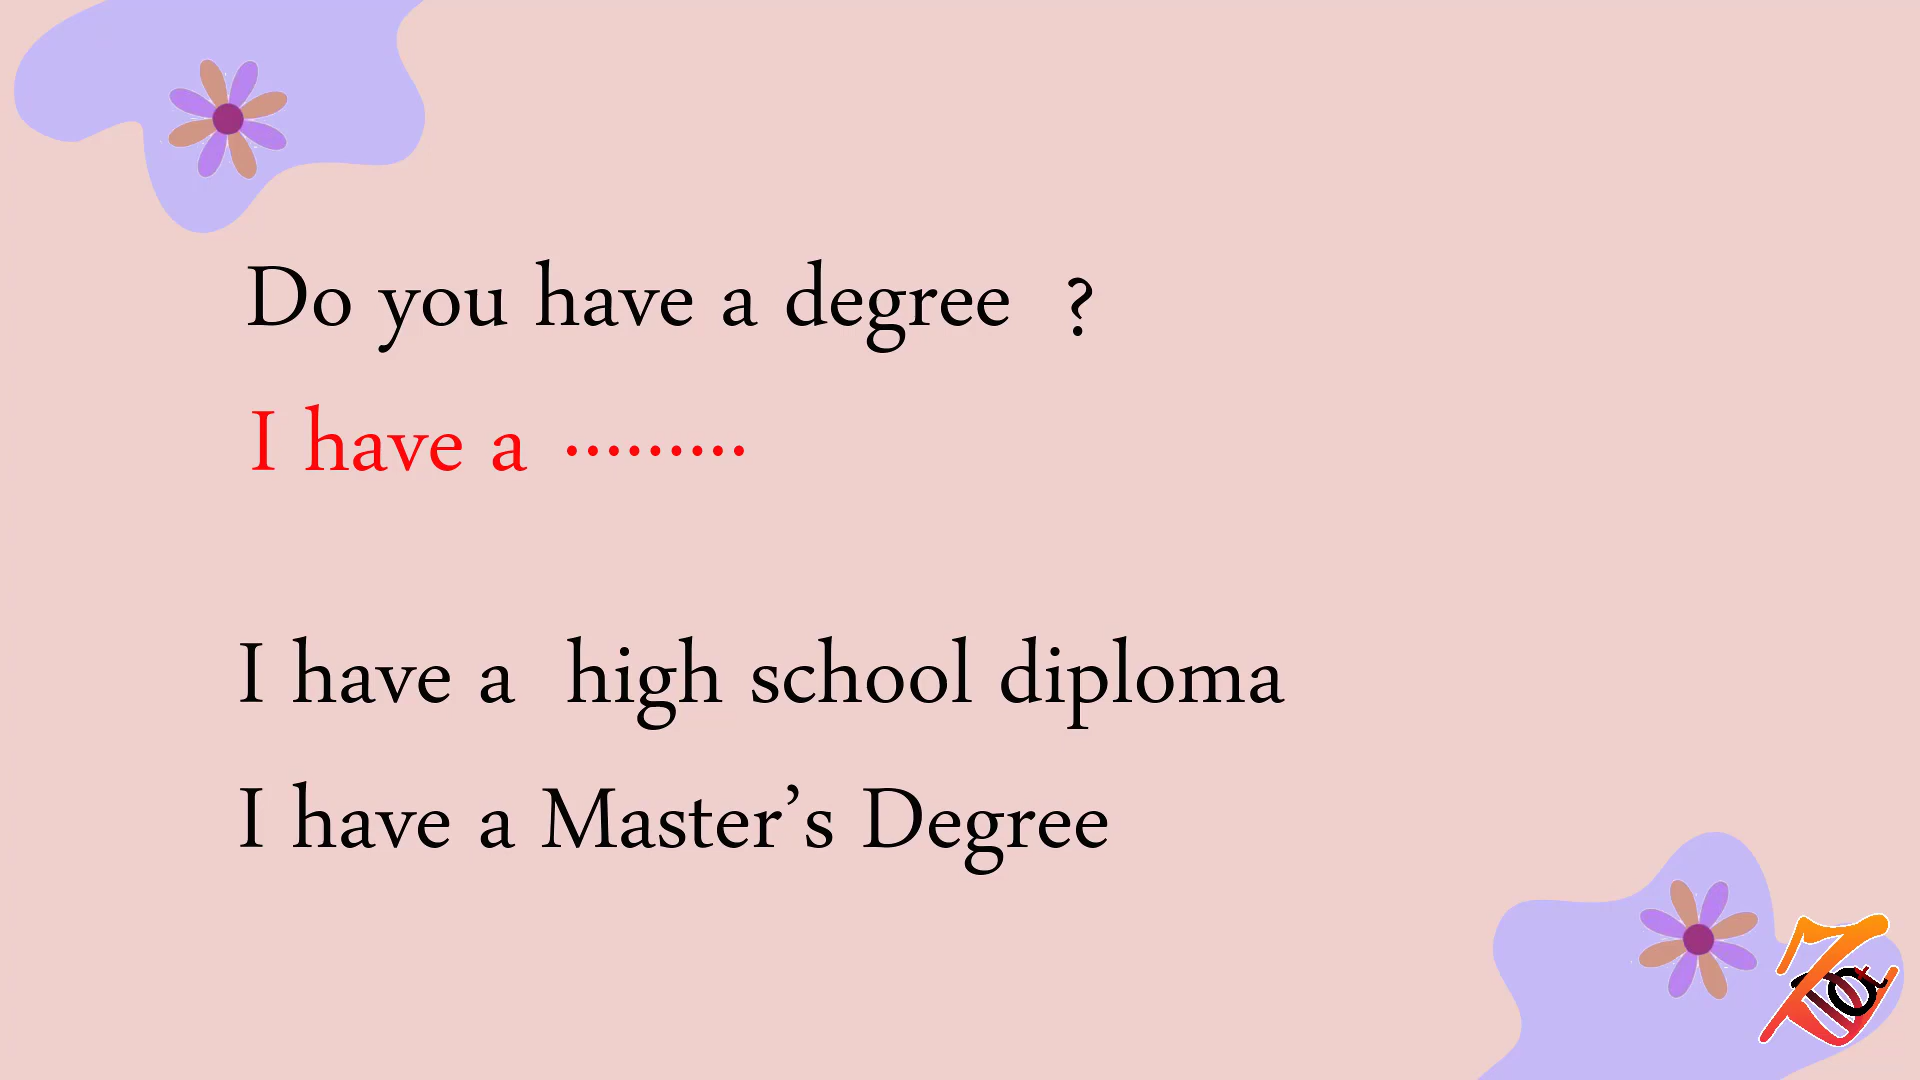 Do you have a degree ?
I have a .........
I have a high school diploma
I have a Master’s Degree